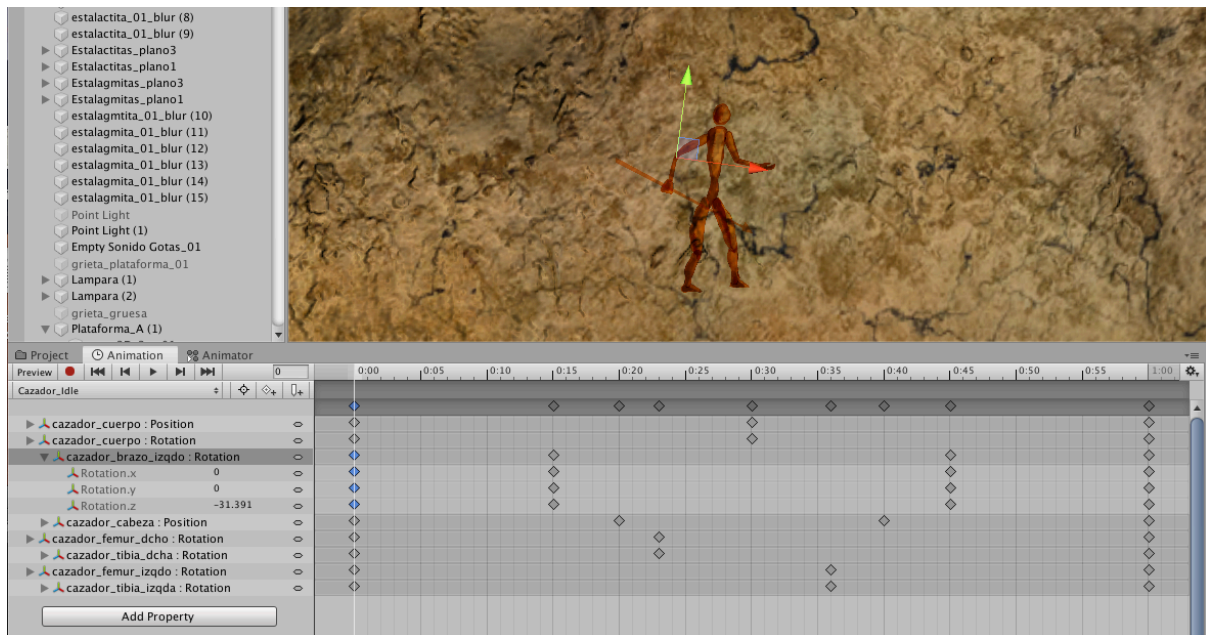 estalactita_01_blur (8)
estalactita_01_blur (9)
Estalactitas_plano3
Estalactitas_plano1
Estalagmitas_plano3
Estalagmitas_plano1
estalagmtita_01_blur (10)
estalagmita_01_blur (11)
estalagmita_01_blur (12)
estalagmita_01_blur (13)
estalagmita_01_blur (14)
estalagmita_01_blur (15)
Point Light
Point Light (1)
Empty Sonido Gotas_01
grieta_plataforma_01
Lampara (1)
Lampara (2)
grieta_gruesa
Plataforma_A (1)
Project Animation Animator
Preview 0 0:00 0:05 0:10 0:15 0:20 0:25 0:30 0:35 0:40 0:45 0:50 0:55 1:00
Cazador_Idle
cazador_cuerpo : Position
cazador_cuerpo : Rotation
cazador_brazo_izqdo : Rotation
Rotation.x 0
Rotation.y 0
Rotation.z -31.391
cazador_cabeza : Position
cazador_femur_dcho : Rotation
cazador_tibia_dcha : Rotation
cazador_femur_izqdo : Rotation
cazador_tibia_izqda : Rotation
Add Property